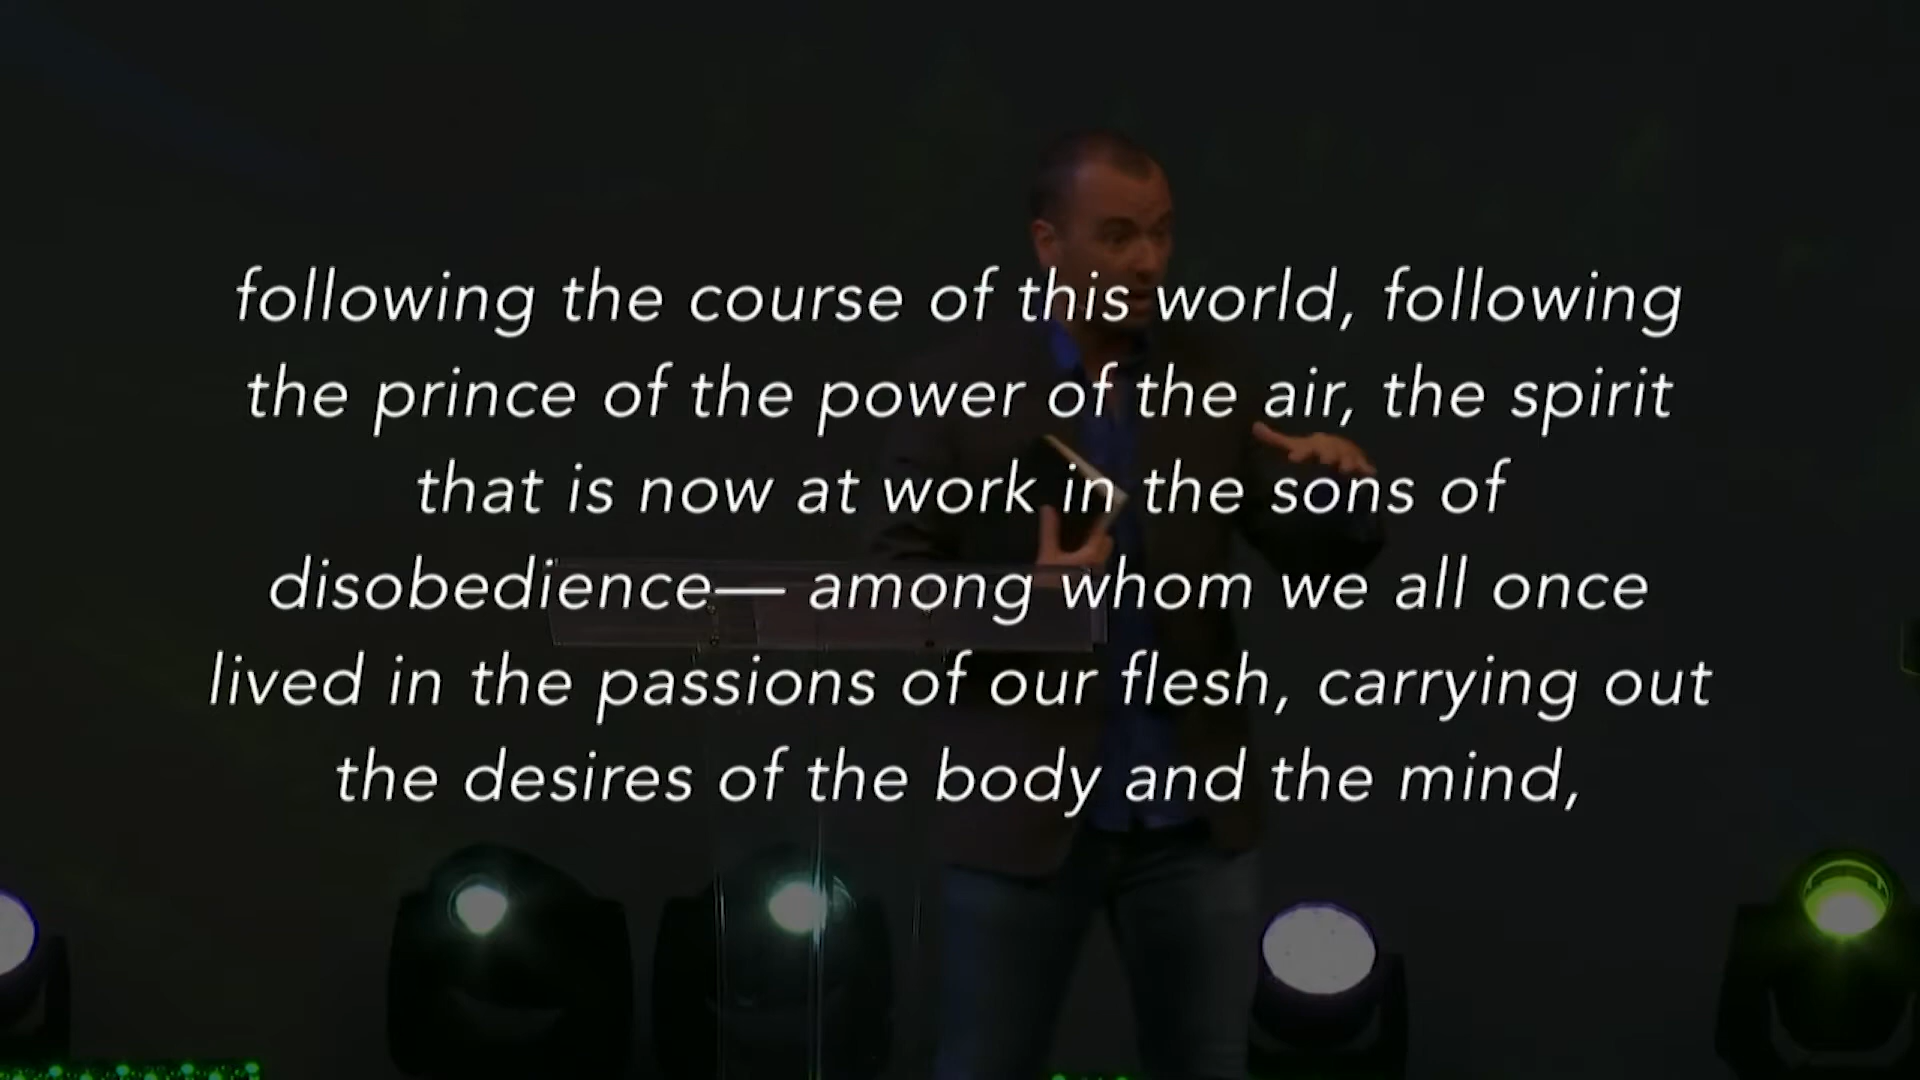 following the course of this world, following
the prince of the power of the air, the spirit
that is now at work in the sons of
disobedience— among whom we all once
lived in the passions of our flesh, carrying out
the desires of the body and the mind,